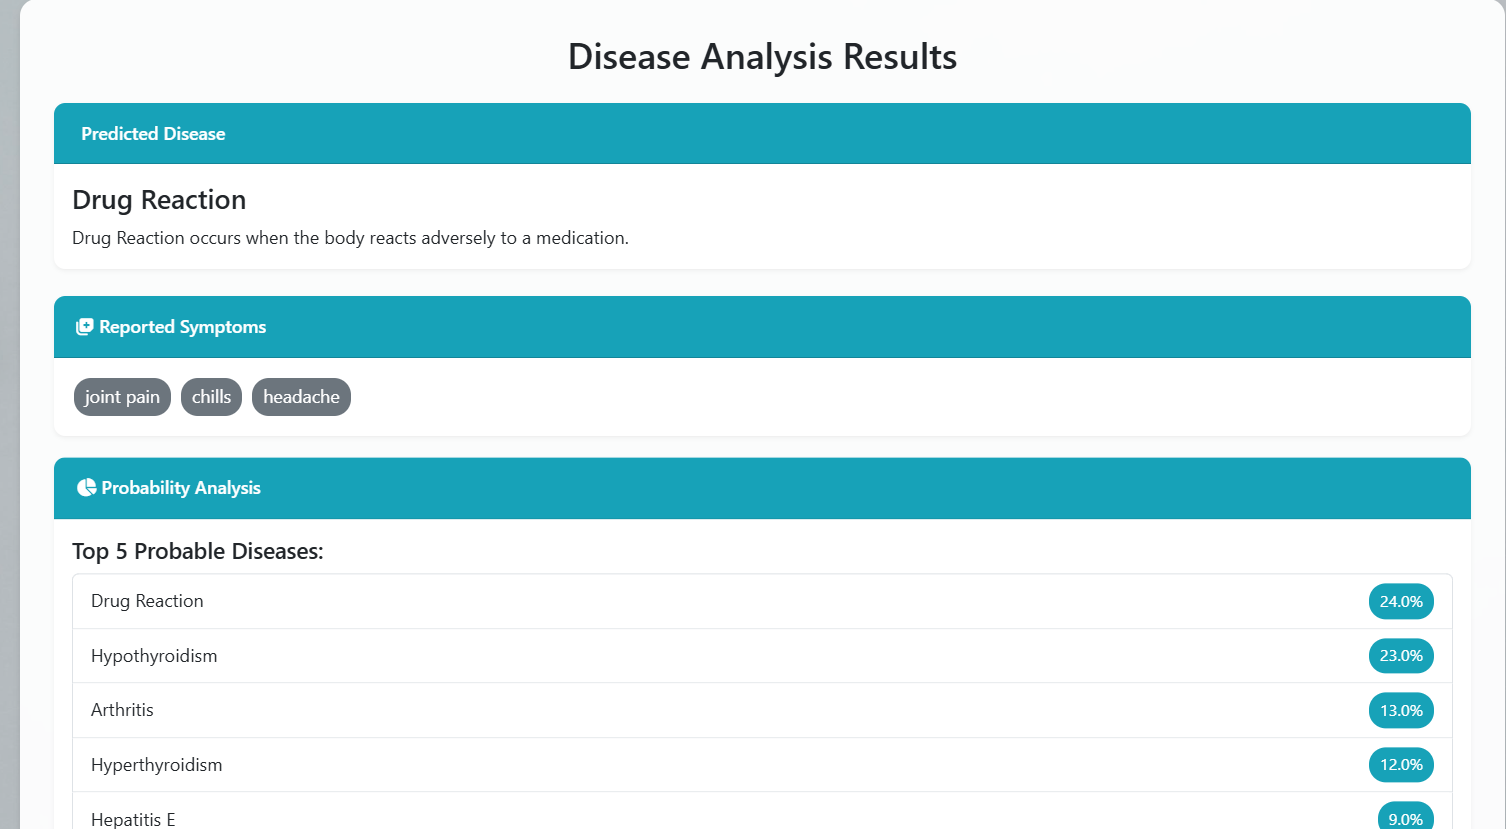 Disease Analysis Results
Predicted Disease
Drug Reaction
Drug Reaction occurs when the body reacts adversely to a medication.
Reported Symptoms
joint pain chills headache
Probability Analysis
Top 5 Probable Diseases:
Drug Reaction 24.0%
Hypothyroidism 23.0%
Arthritis 13.0%
Hyperthyroidism 12.0%
Hepatitis E 9.0%